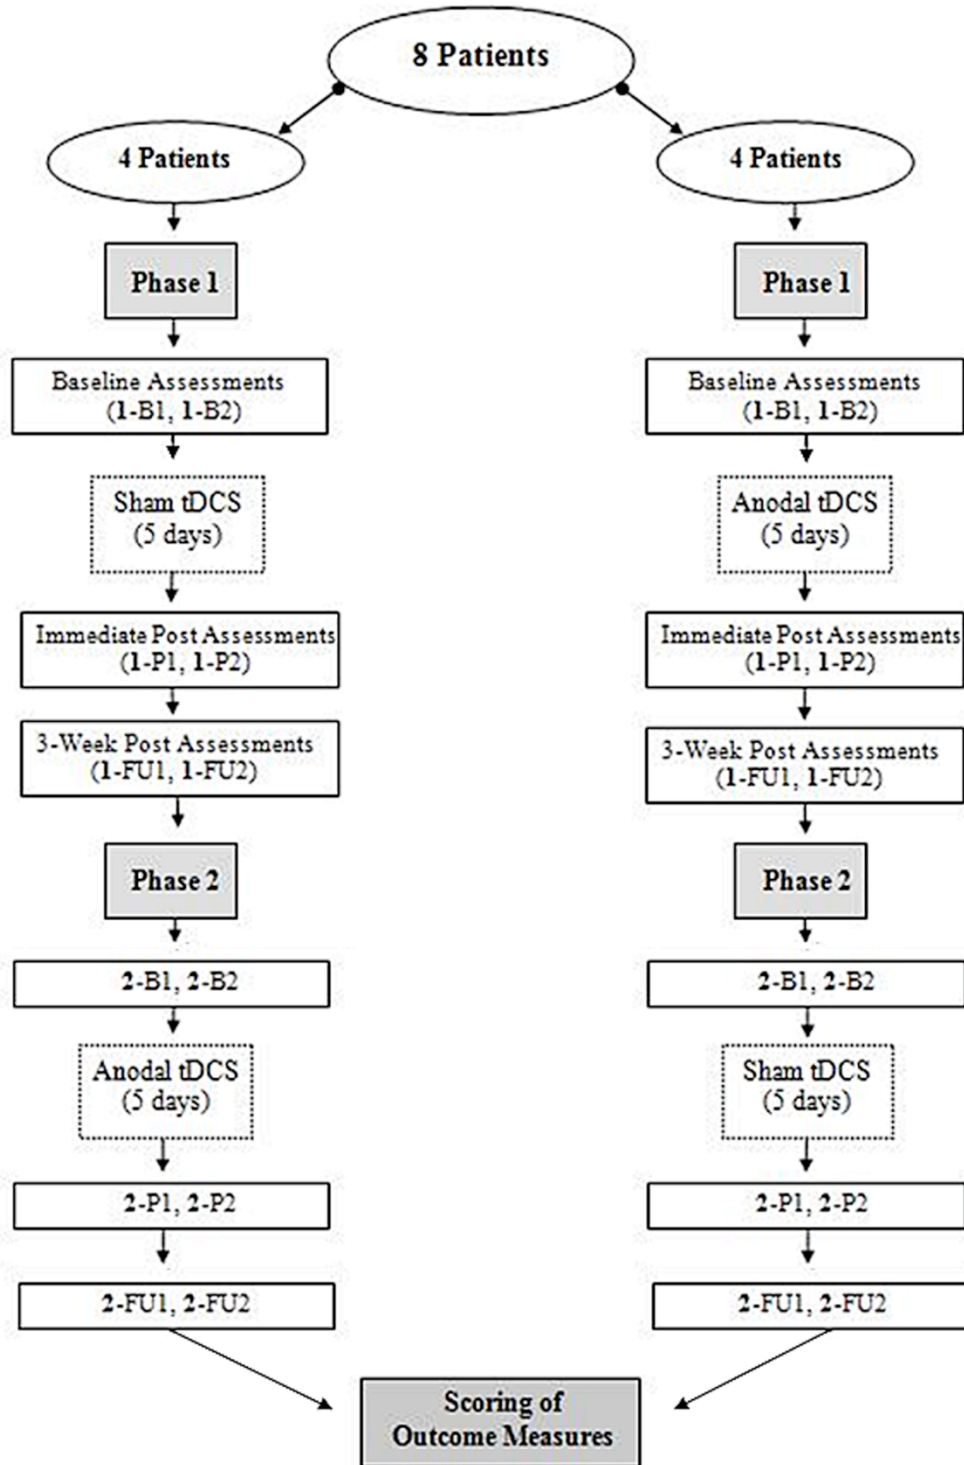 8 Patients
4 Patients
Phase 1
Baseline Assessments
(1-B1, 1-B2)
Sham tDCS
(5 days)
Immediate Post Assessments
(1-P1, 1-P2)
3-Week Post Assessments
(1-FU1, 1-FU2)
Phase 2
2-B1, 2-B2
Anodal tDCS
(5 days)
2-P1, 2-P2
2-FU1, 2-FU2
4 Patients
Phase 1
Baseline Assessments
(1-B1, 1-B2)
Anodal tDCS
(5 days)
Immediate Post Assessments
(1-P1, 1-P2)
3-Week Post Assessments
(1-FU1, 1-FU2)
Phase 2
2-B1, 2-B2
Sham tDCS
(5 days)
2-P1, 2-P2
2-FU1, 2-FU2
Scoring of
Outcome Measures